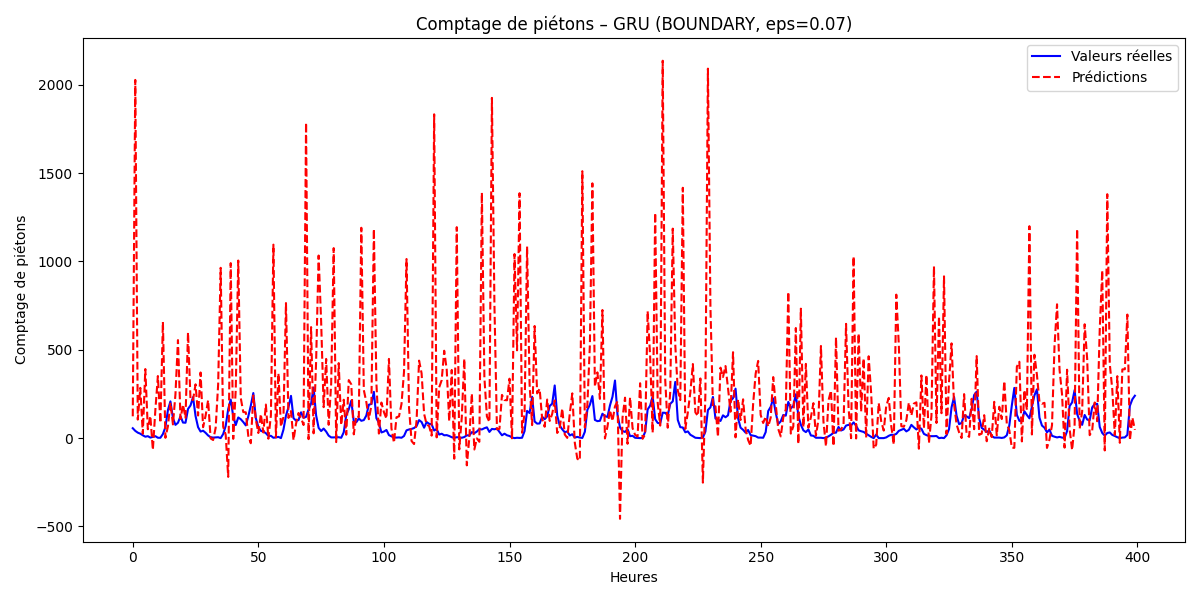 Comptage de piétons – GRU (BOUNDARY, eps=0.07)
Valeurs réelles
Prédictions
2000
1500
1000
500
0
−500
Comptage de piétons
0 50 100 150 200 250 300 350 400
Heures